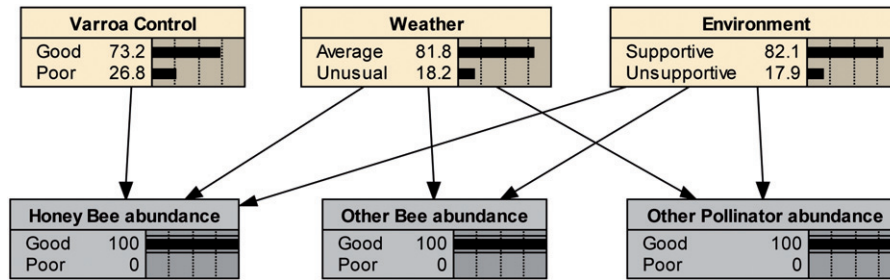 Varroa Control
Good 73.2
Poor 26.8
Weather
Average 81.8
Unusual 18.2
Environment
Supportive 82.1
Unsupportive 17.9
Honey Bee abundance
Good 100
Poor 0
Other Bee abundance
Good 100
Poor 0
Other Pollinator abundance
Good 100
Poor 0